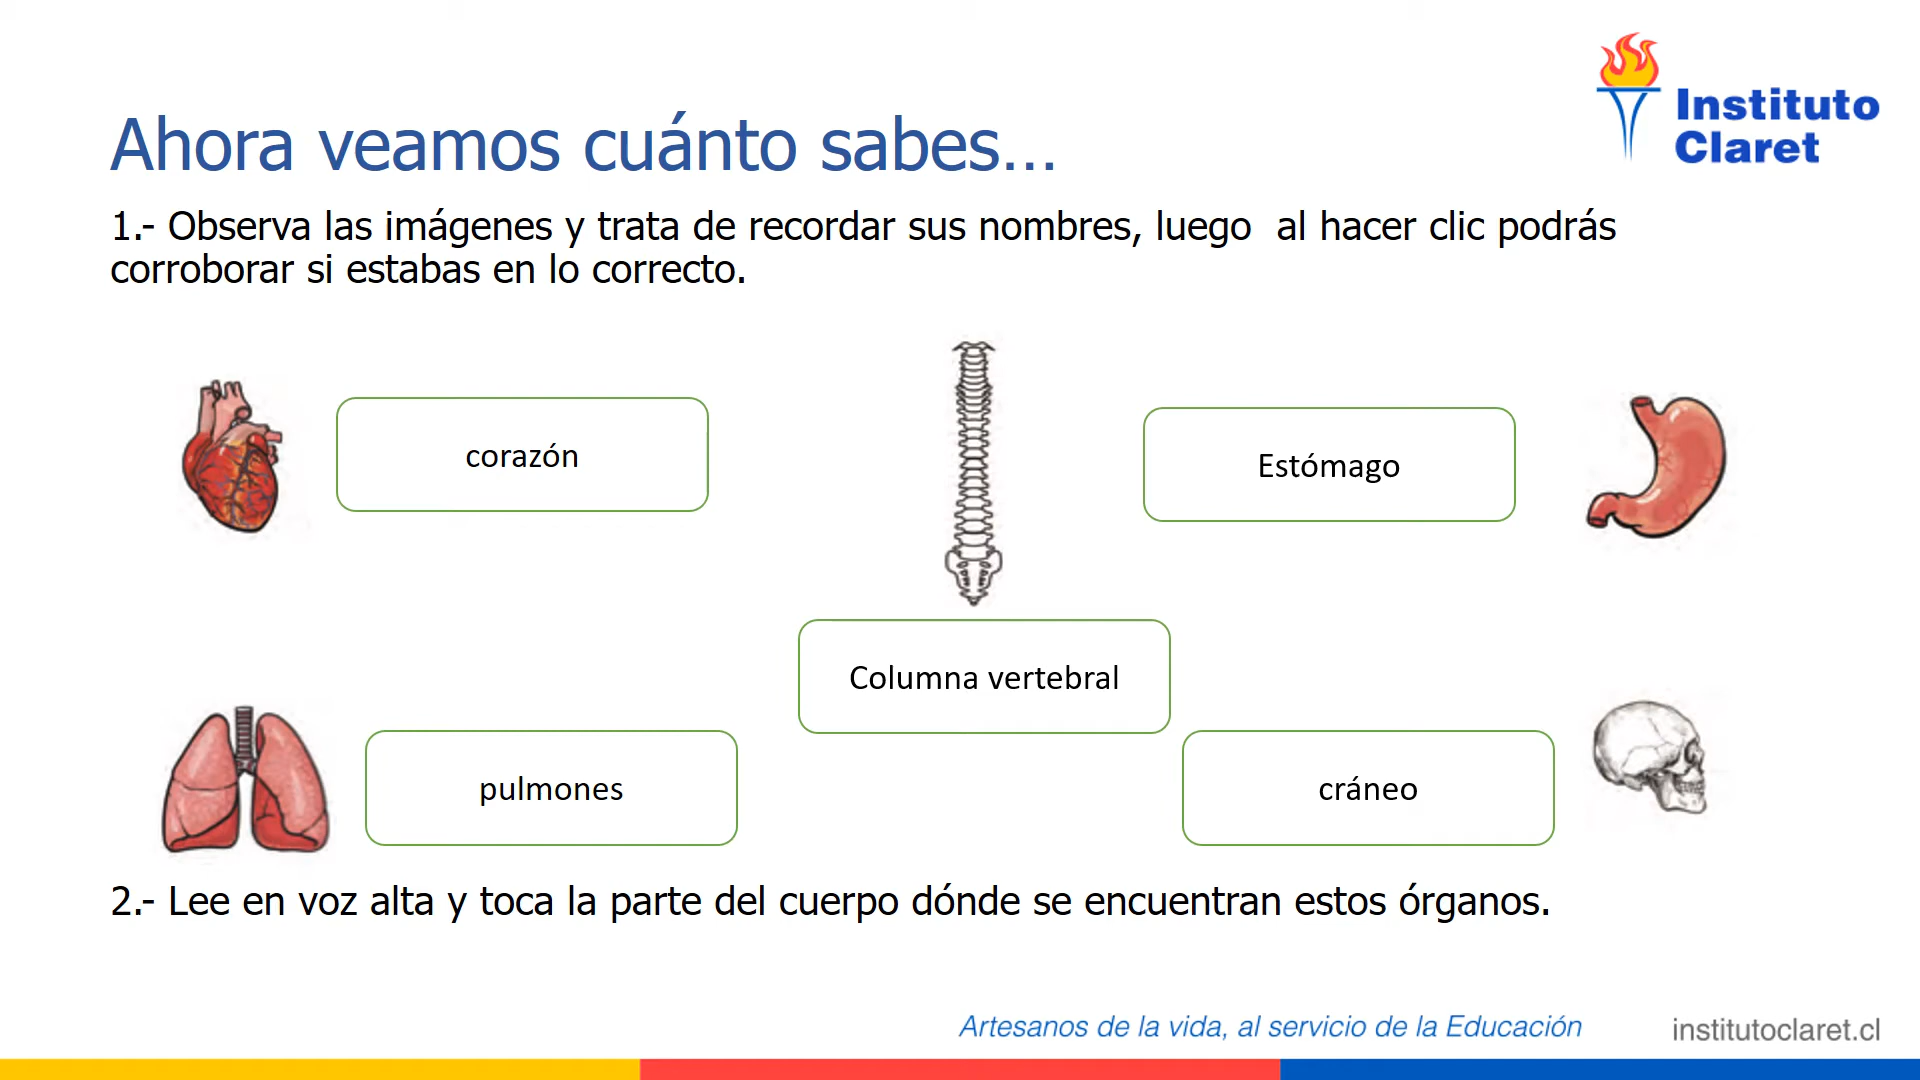 Instituto
Claret
Ahora veamos cuánto sabes...
1.- Observa las imágenes y trata de recordar sus nombres, luego  al hacer clic podrás
corroborar si estabas en lo correcto.
corazón
Estómago
Columna vertebral
pulmones
cráneo
2.- Lee en voz alta y toca la parte del cuerpo dónde se encuentran estos órganos.
Artesanos de la vida, al servicio de la Educación
institutoclaret.cl